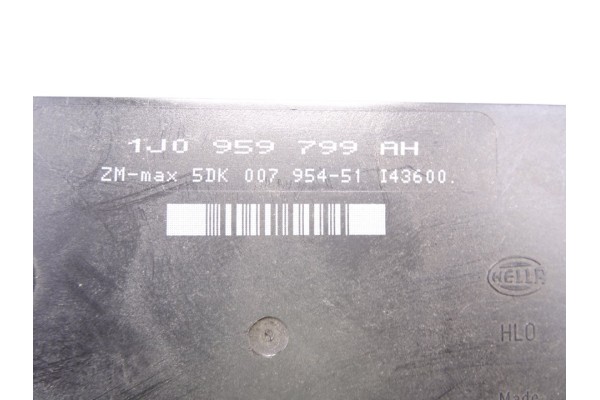 1J0 959 799 AH
ZM-max 5DK 007 954-51 I43600.
HELLA
HLO
Made